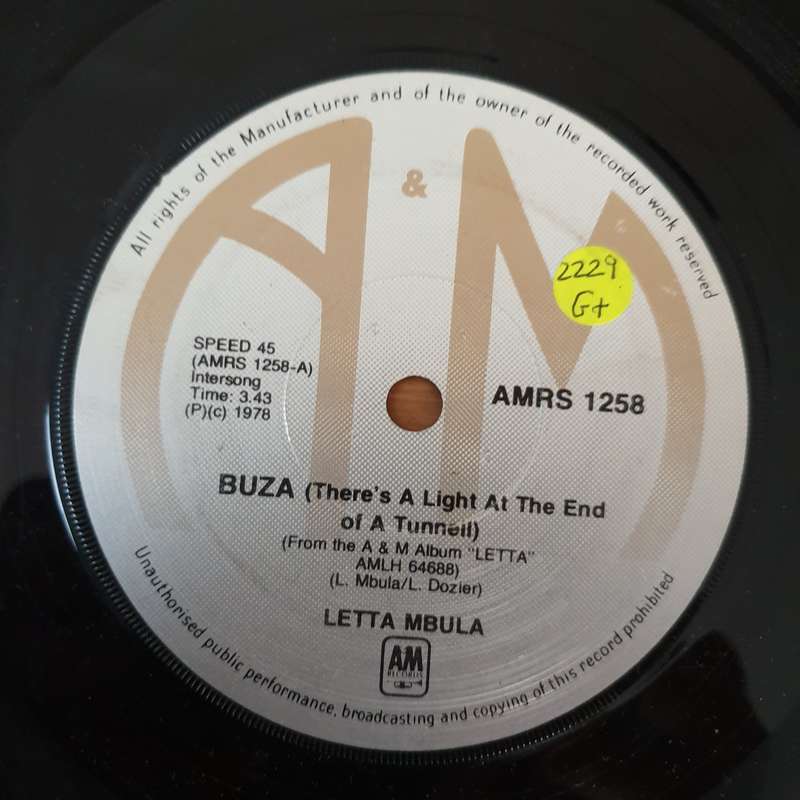 All rights of the Manufacturer and of the owner of the recorded work reserved
A & M
2229
G+
SPEED 45
(AMRS 1258-A)
Intersong
Time: 3.43
(P)(c) 1978
AMRS 1258
BUZA (There's A Light At The End
of A Tunnell)
(From the A & M Album "LETTA"
AMLH 64688)
(L. Mbula/L. Dozier)
LETTA MBULA
AM
RECORDS
Unauthorised public performance, broadcasting and copying of this record prohibited